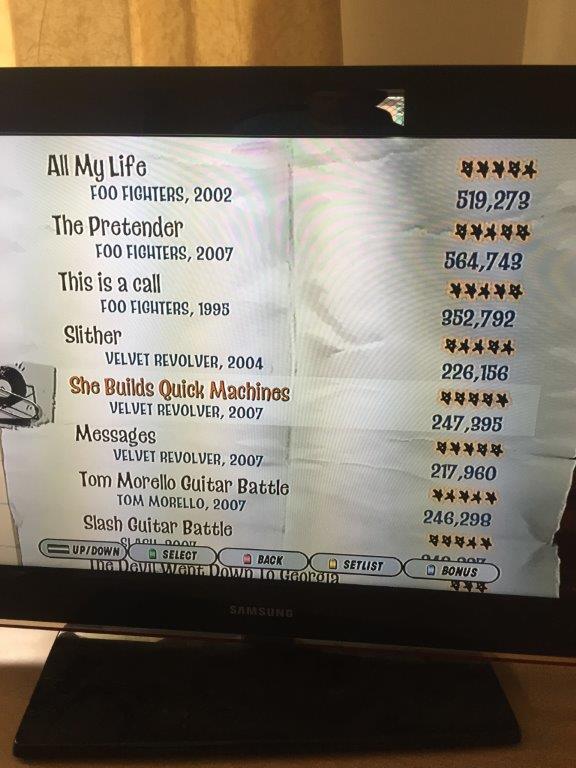 All My Life
FOO FIGHTERS, 2002
519,273
The Pretender
FOO FIGHTERS, 2007
564,743
This is a call
FOO FIGHTERS, 1995
352,792
Slither
VELVET REVOLVER, 2004
226,156
She Builds Quick Machines
VELVET REVOLVER, 2007
247,395
Messages
VELVET REVOLVER, 2007
217,960
Tom Morello Guitar Battle
TOM MORELLO, 2007
246,298
Slash Guitar Battle
SLASH, 2007
UP/DOWN
SELECT
BACK
SETLIST
BONUS
The Devil Went Down To Georgia
SAMSUNG